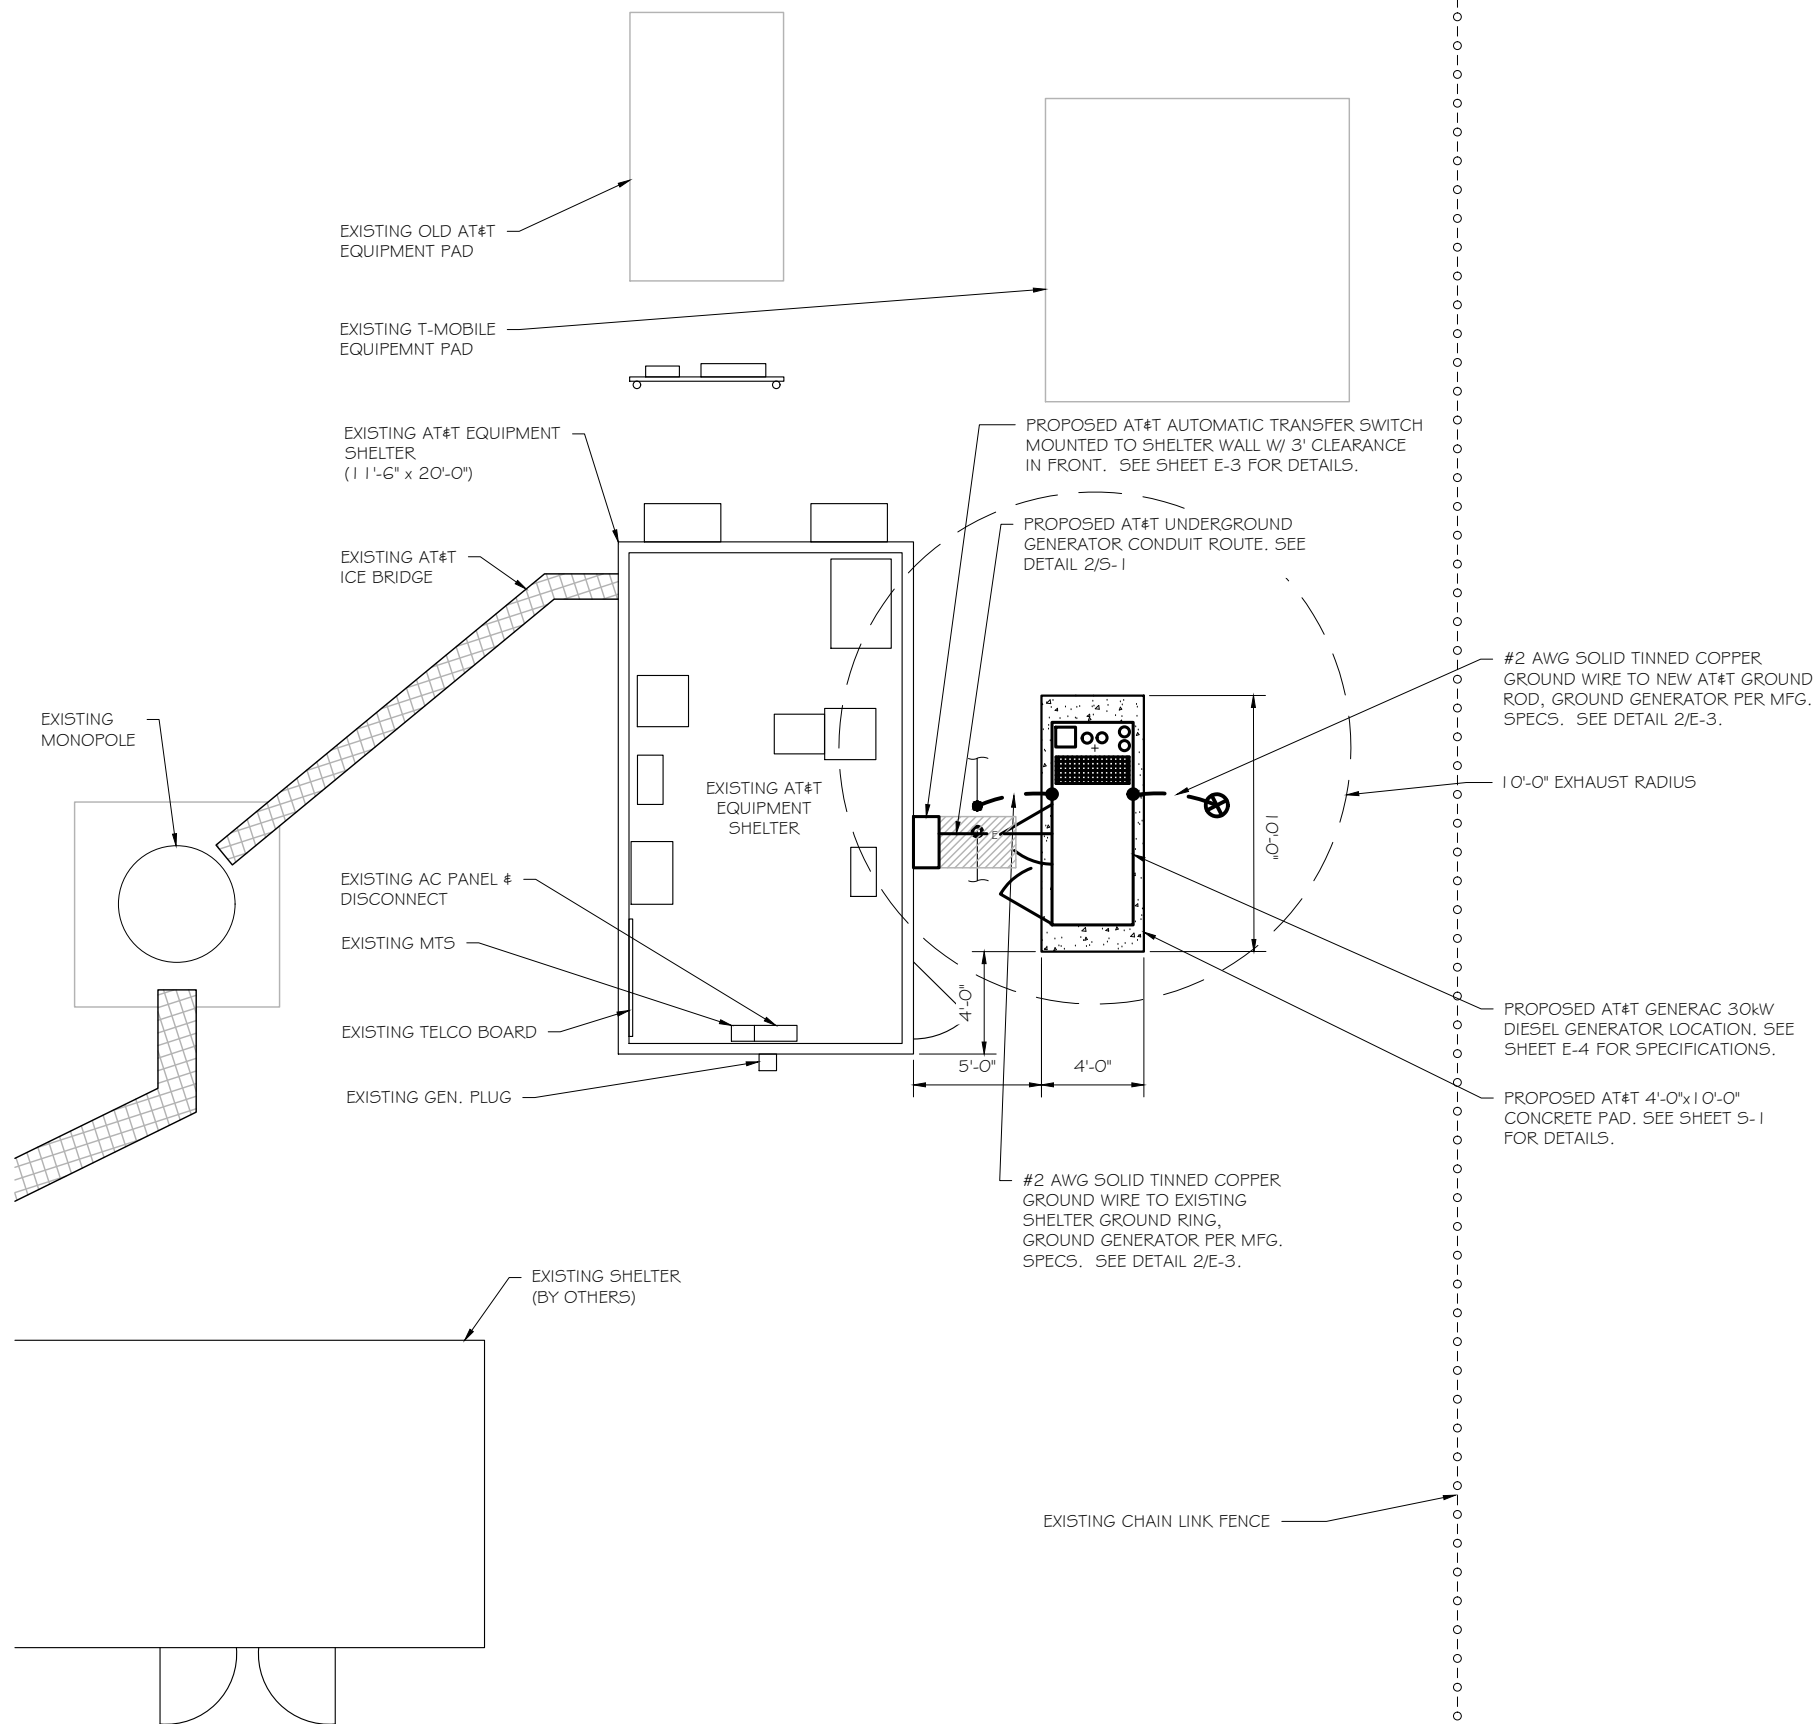 EXISTING OLD AT&T
EQUIPMENT PAD
EXISTING T-MOBILE
EQUIPEMNT PAD
EXISTING AT&T EQUIPMENT
SHELTER
(11'-6" x 20'-0")
PROPOSED AT&T AUTOMATIC TRANSFER SWITCH
MOUNTED TO SHELTER WALL W/ 3' CLEARANCE
IN FRONT. SEE SHEET E-3 FOR DETAILS.
PROPOSED AT&T UNDERGROUND
GENERATOR CONDUIT ROUTE. SEE
DETAIL 2/S-1
EXISTING AT&T
ICE BRIDGE
#2 AWG SOLID TINNED COPPER
GROUND WIRE TO NEW AT&T GROUND
ROD, GROUND GENERATOR PER MFG.
SPECS. SEE DETAIL 2/E-3.
EXISTING
MONOPOLE
10'-0" EXHAUST RADIUS
EXISTING AT&T
EQUIPMENT
SHELTER
E
10'-0"
EXISTING AC PANEL &
DISCONNECT
EXISTING MTS
EXISTING TELCO BOARD
EXISTING GEN. PLUG
4'-0"
5'-0"
4'-0"
PROPOSED AT&T GENERAC 30kW
DIESEL GENERATOR LOCATION. SEE
SHEET E-4 FOR SPECIFICATIONS.
PROPOSED AT&T 4'-0"x10'-0"
CONCRETE PAD. SEE SHEET S-1
FOR DETAILS.
#2 AWG SOLID TINNED COPPER
GROUND WIRE TO EXISTING
SHELTER GROUND RING,
GROUND GENERATOR PER MFG.
SPECS. SEE DETAIL 2/E-3.
EXISTING SHELTER
(BY OTHERS)
EXISTING CHAIN LINK FENCE